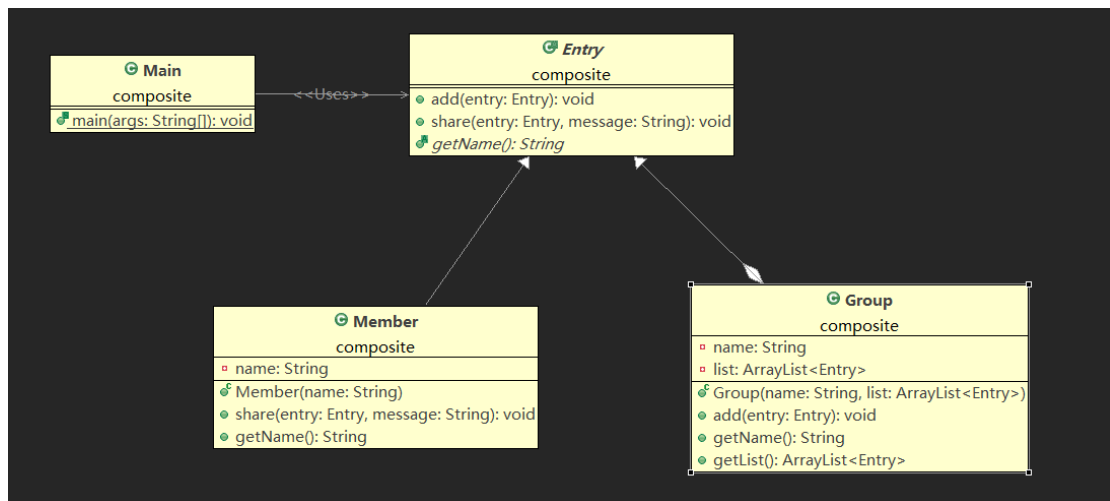 Main
composite
main(args: String[]): void
<<Uses>>
Entry
composite
add(entry: Entry): void
share(entry: Entry, message: String): void
getName(): String
Member
composite
name: String
Member(name: String)
share(entry: Entry, message: String): void
getName(): String
Group
composite
name: String
list: ArrayList<Entry>
Group(name: String, list: ArrayList<Entry>)
add(entry: Entry): void
getName(): String
getList(): ArrayList<Entry>